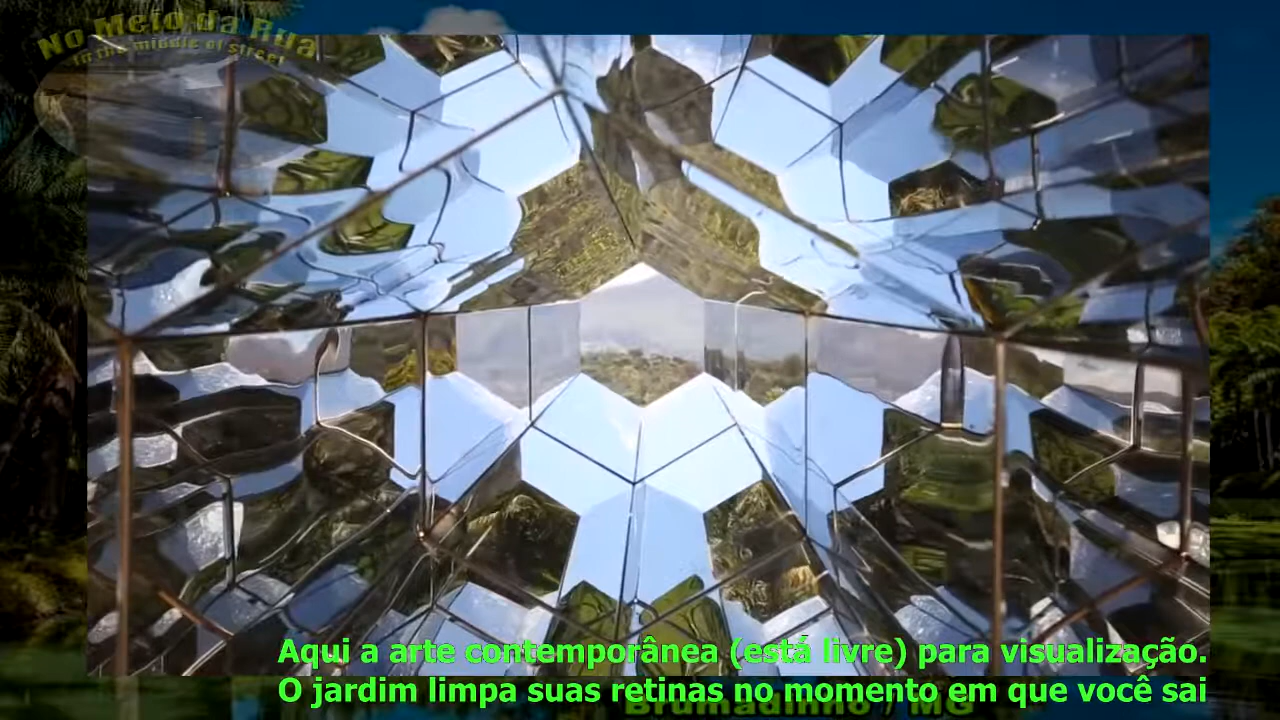 No Meio da Rua
In the middle of Street
Aqui a arte contemporânea (está livre) para visualização.
O jardim limpa suas retinas no momento em que você sai
Brumadinho / MG